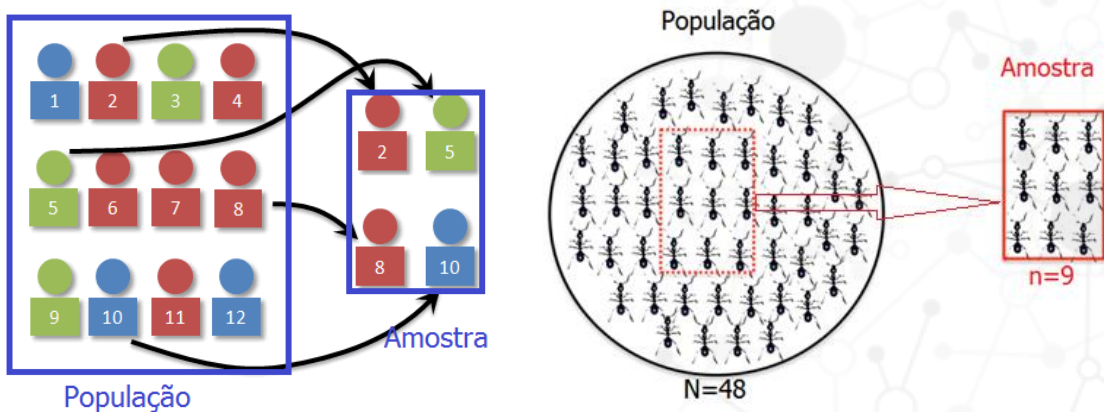 1 2 3 4
5 6 7 8
9 10 11 12
População
2 5
8 10
Amostra
População
N=48
Amostra
n=9